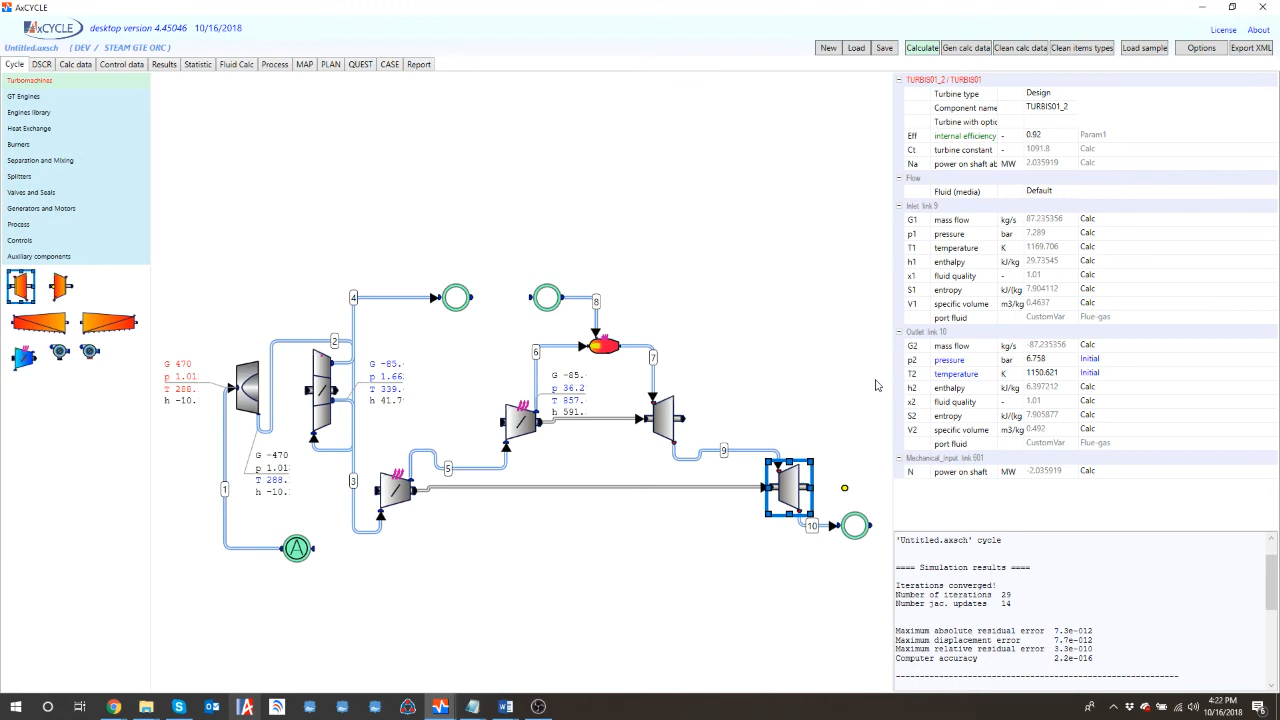 AxCYCLE
AxCYCLE desktop version 4.45046 10/16/2018
Untitled.axsch ( DEV / STEAM GTE ORC )
License About
New Load Save Calculate Gen calc data Clean calc data Clean items types Load sample Options Export XML
Cycle DSCR Calc data Control data Results Statistic Fluid Calc Process MAP PLAN QUEST CASE Report
Turbomachines
GT Engines
Engines library
Heat Exchange
Burners
Separation and Mixing
Splitters
Valves and Seals
Generators and Motors
Process
Controls
Auxiliary components
4
8
2
6
7
G 470
p 1.01
T 288.
h -10.
G -85.
p 1.66
T 339.
h 41.7
G -85.
p 36.2
T 857.
h 591.
G -470
p 1.01
T 288.
h -10.
1
3
5
9
10
A
TURBIS01_2 / TURBIS01
Turbine type Design
Component name TURBIS01_2
Turbine with optic
Eff internal efficiency - 0.92 Param1
Ct turbine constant - 1091.8 Calc
Na power on shaft ab MW 2.035919 Calc
Flow
Fluid (media) Default
Inlet link 9
G1 mass flow kg/s 87.235356 Calc
p1 pressure bar 7.289 Calc
T1 temperature K 1169.706 Calc
h1 enthalpy kJ/kg 29.73545 Calc
x1 fluid quality - 1.01 Calc
S1 entropy kJ/(kg 7.904112 Calc
V1 specific volume m3/kg 0.4637 Calc
port fluid CustomVar Flue-gas
Outlet link 10
G2 mass flow kg/s -87.235356 Calc
p2 pressure bar 6.758 Initial
T2 temperature K 1150.621 Initial
h2 enthalpy kJ/kg 6.397212 Calc
x2 fluid quality - 1.01 Calc
S2 entropy kJ/(kg 7.905877 Calc
V2 specific volume m3/kg 0.492 Calc
port fluid CustomVar Flue-gas
Mechanical_Input link 601
N power on shaft MW -2.035919 Calc
'Untitled.axsch' cycle
==== Simulation results ====
Iterations converged!
Number of iterations 29
Number jac. updates 14
Maximum absolute residual error 7.3e-012
Maximum displacement error 7.7e-012
Maximum relative residual error 3.3e-010
Computer accuracy 2.2e-016
4:22 PM
10/16/2018